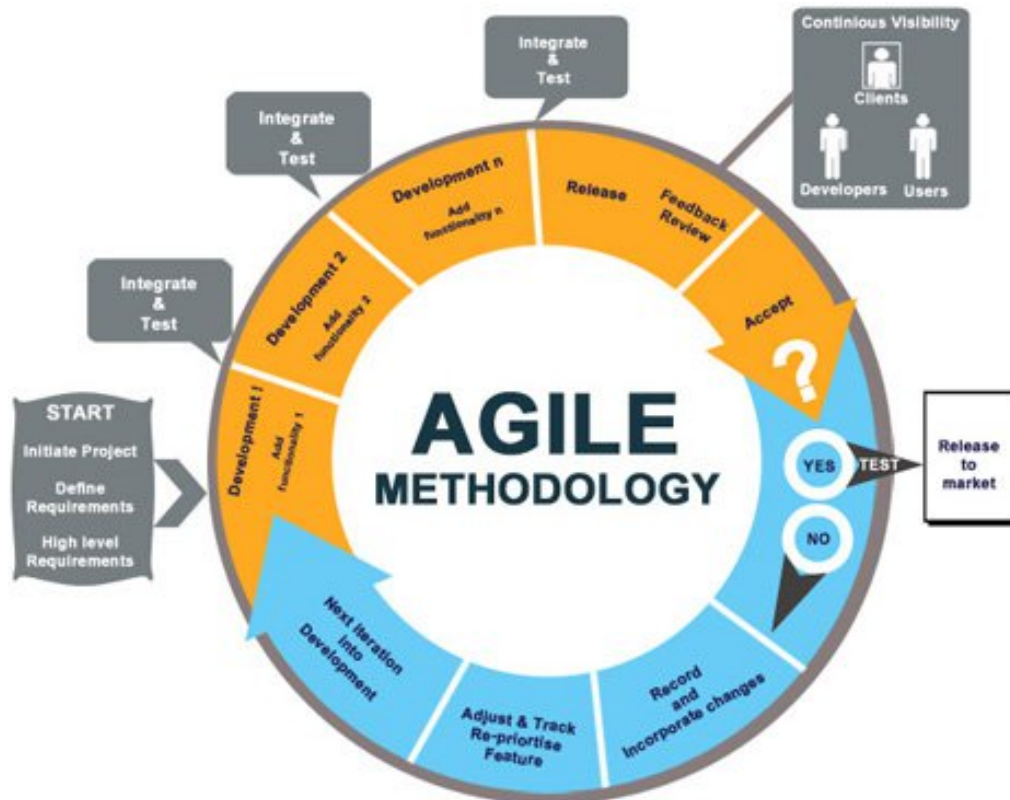 START
Initiate Project
Define
Requirements
High level
Requirements
Integrate
&
Test
Integrate
&
Test
Integrate
&
Test
Continious Visibility
Clients
Developers
Users
Development 1
Add
functionality 1
Development 2
Add
functionality 2
Development n
Add
functionality n
Release
Feedback
Review
Accept
?
YES
TEST
Release
to
market
NO
Record
and
Incorporate changes
Adjust & Track
Re-priortise
Feature
Next iteration
into
Development
AGILE
METHODOLOGY